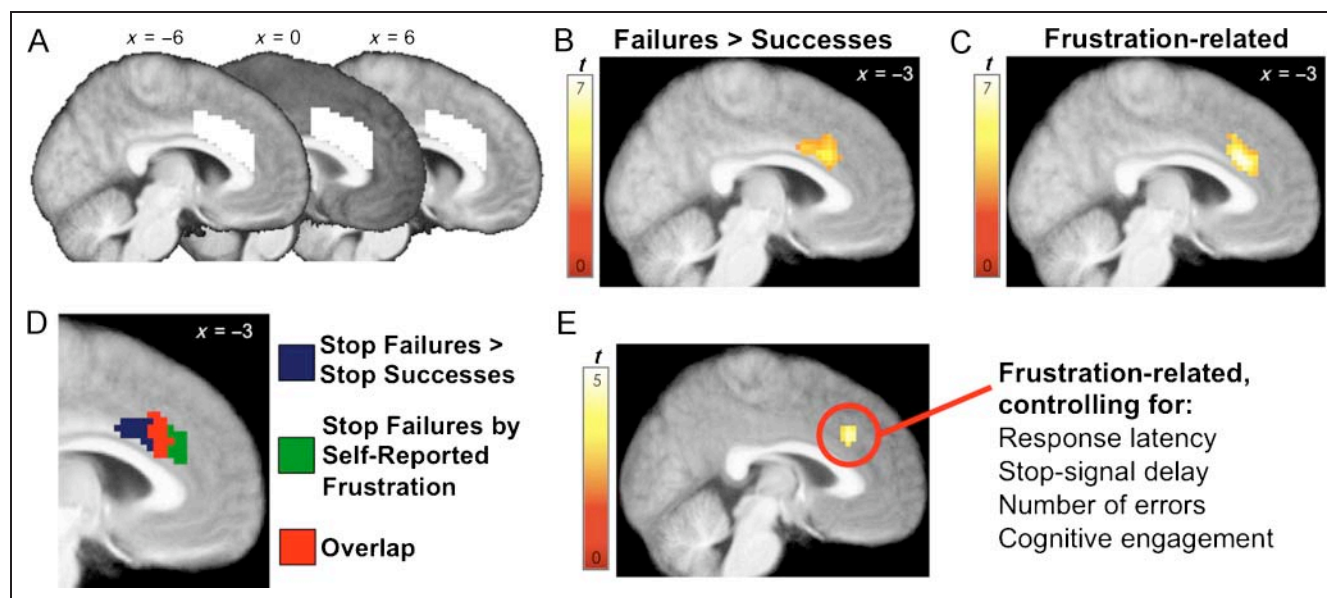 A
x = −6
x = 0
x = 6
B
Failures > Successes
t
7
0
x = −3
C
Frustration-related
t
7
0
x = −3
D
x = −3
Stop Failures >
Stop Successes
Stop Failures by
Self-Reported
Frustration
Overlap
E
t
5
0
Frustration-related,
controlling for:
Response latency
Stop-signal delay
Number of errors
Cognitive engagement